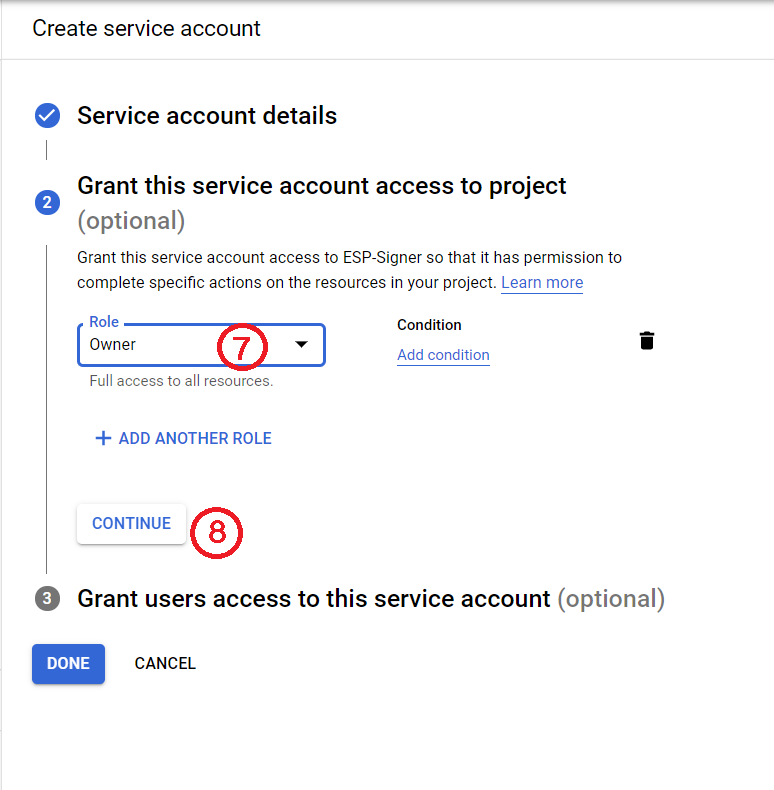 Create service account
Service account details
2
Grant this service account access to project
(optional)
Grant this service account access to ESP-Signer so that it has permission to
complete specific actions on the resources in your project. Learn more
Role
Owner
7
Full access to all resources.
Condition
Add condition
+ ADD ANOTHER ROLE
CONTINUE
8
3
Grant users access to this service account (optional)
DONE
CANCEL